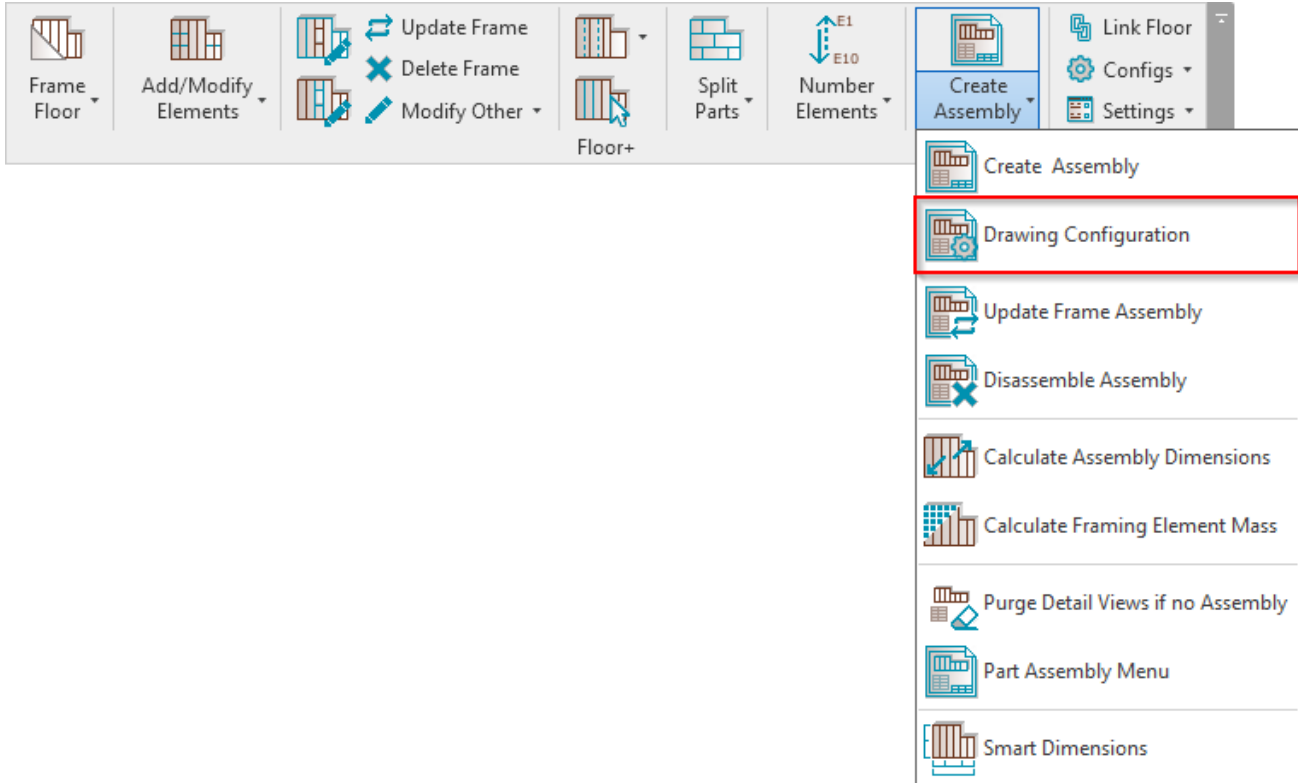 Frame
Floor
Add/Modify
Elements
Update Frame
Delete Frame
Modify Other
Split
Parts
E1
E10
Number
Elements
Create
Assembly
Link Floor
Configs
Settings
Floor+
Create Assembly
Drawing Configuration
Update Frame Assembly
Disassemble Assembly
Calculate Assembly Dimensions
Calculate Framing Element Mass
Purge Detail Views if no Assembly
Part Assembly Menu
Smart Dimensions